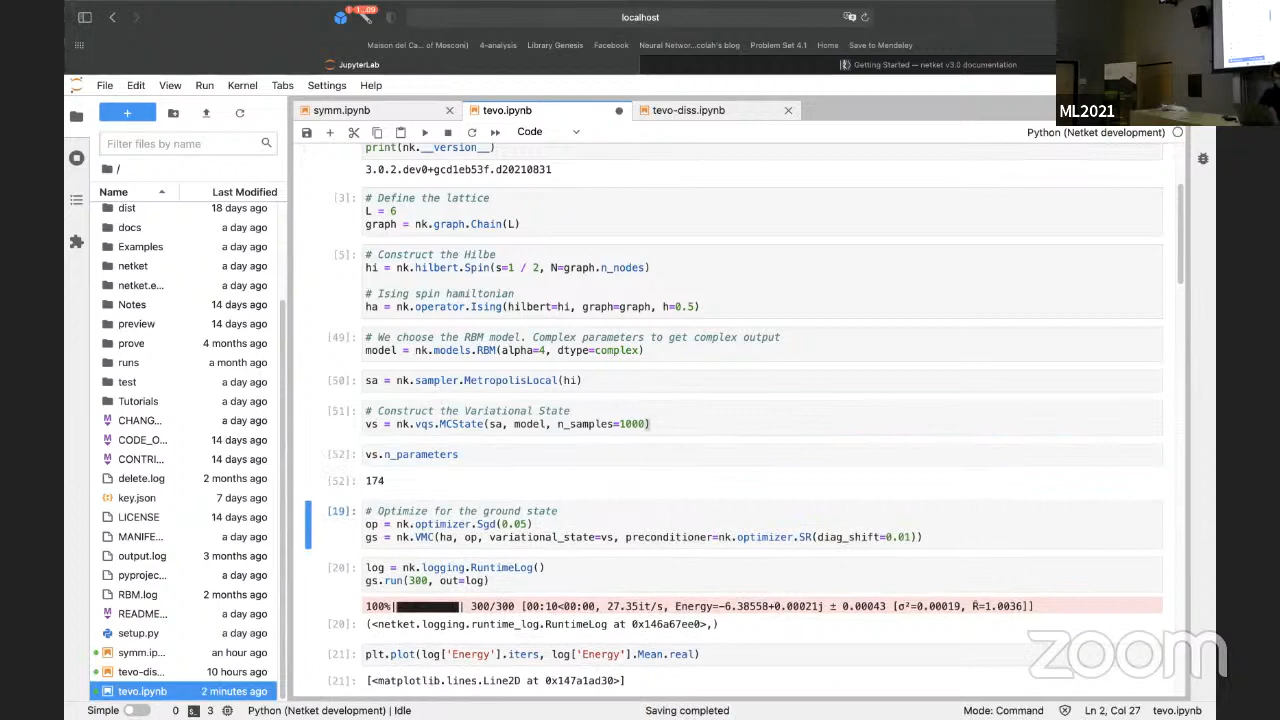 1...09
localhost
Maison del Ca... of Mosconi)
4-analysis
Library Genesis
Facebook
Neural Networ...colah's blog
Problem Set 4.1
Home
Save to Mendeley
JupyterLab
Getting Started — netket v3.0 documentation
ML2021
File Edit View Run Kernel Tabs Settings Help
symm.ipynb
tevo.ipynb
tevo-diss.ipynb
Code
Python (Netket development)
Filter files by name
/
Name Last Modified
dist 18 days ago
docs a day ago
Examples a day ago
netket a day ago
netket.e... a day ago
Notes 14 days ago
preview 14 days ago
prove 4 months ago
runs a month ago
test a day ago
Tutorials a day ago
CHANG... a day ago
CODE_O... 14 days ago
CONTRI... 14 days ago
delete.log 2 months ago
key.json 7 days ago
LICENSE 14 days ago
MANIFE... a day ago
output.log 3 months ago
pyprojec... a day ago
RBM.log 2 months ago
README... a day ago
setup.py a day ago
symm.ip... an hour ago
tevo-dis... 10 hours ago
tevo.ipynb 2 minutes ago
print(nk.__version__)
3.0.2.dev0+gcd1eb53f.d20210831
[3]: # Define the lattice
L = 6
graph = nk.graph.Chain(L)
[5]: # Construct the Hilbe
hi = nk.hilbert.Spin(s=1 / 2, N=graph.n_nodes)
# Ising spin hamiltonian
ha = nk.operator.Ising(hilbert=hi, graph=graph, h=0.5)
[49]: # We choose the RBM model. Complex parameters to get complex output
model = nk.models.RBM(alpha=4, dtype=complex)
[50]: sa = nk.sampler.MetropolisLocal(hi)
[51]: # Construct the Variational State
vs = nk.vqs.MCState(sa, model, n_samples=1000)
[52]: vs.n_parameters
[52]: 174
[19]: # Optimize for the ground state
op = nk.optimizer.Sgd(0.05)
gs = nk.VMC(ha, op, variational_state=vs, preconditioner=nk.optimizer.SR(diag_shift=0.01))
[20]: log = nk.logging.RuntimeLog()
gs.run(300, out=log)
100%|██████████| 300/300 [00:10<00:00, 27.35it/s, Energy=-6.38558+0.00021j ± 0.00043 [σ²=0.00019, R̂=1.0036]]
[20]: (<netket.logging.runtime_log.RuntimeLog at 0x146a67ee0>,)
[21]: plt.plot(log['Energy'].iters, log['Energy'].Mean.real)
[21]: [<matplotlib.lines.Line2D at 0x147a1ad30>]
zoom
Simple 0 3 Python (Netket development) | Idle Saving completed Mode: Command Ln 2, Col 27 tevo.ipynb